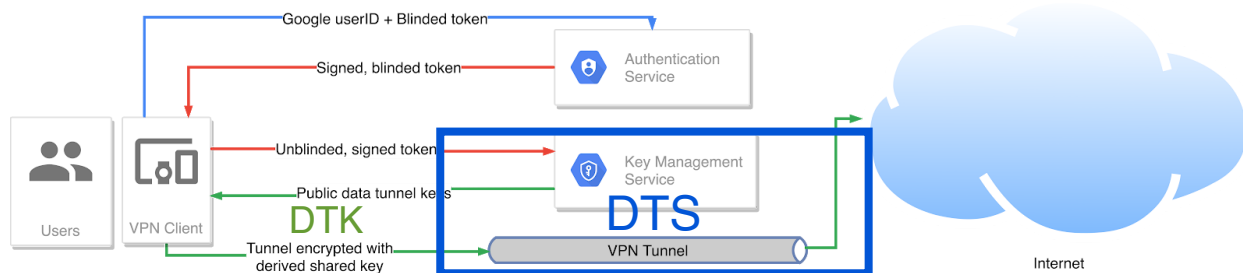 Google userID + Blinded token
Authentication
Service
Signed, blinded token
Users
VPN Client
Unblinded, signed token
Key Management
Service
Public data tunnel keys
DTK
DTS
Tunnel encrypted with
derived shared key
VPN Tunnel
Internet